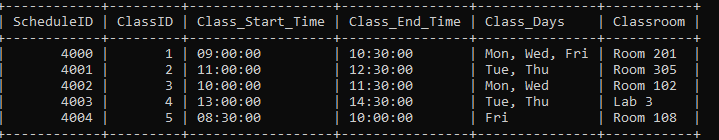 ScheduleID | ClassID | Class_Start_Time | Class_End_Time | Class_Days | Classroom
4000 | 1 | 09:00:00 | 10:30:00 | Mon, Wed, Fri | Room 201
4001 | 2 | 11:00:00 | 12:30:00 | Tue, Thu | Room 305
4002 | 3 | 10:00:00 | 11:30:00 | Mon, Wed | Room 102
4003 | 4 | 13:00:00 | 14:30:00 | Tue, Thu | Lab 3
4004 | 5 | 08:30:00 | 10:00:00 | Fri | Room 108